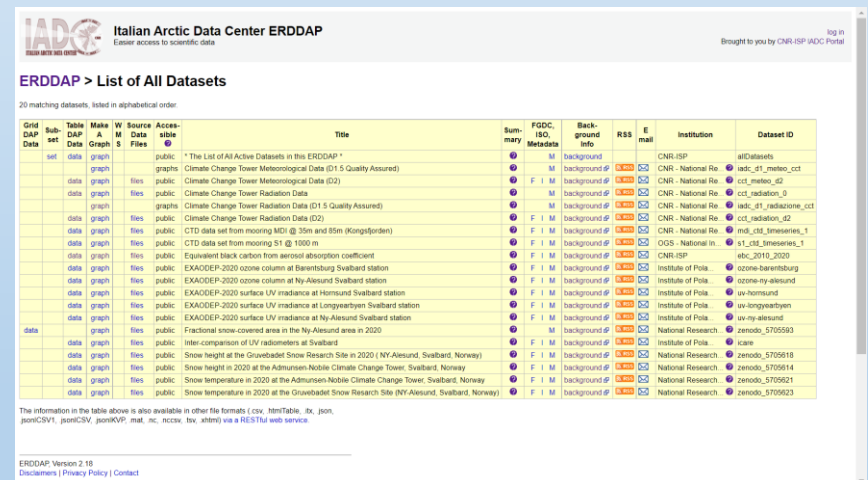 IADC
ITALIAN ARCTIC DATA CENTER
Italian Arctic Data Center ERDDAP
Easier access to scientific data
log in
Brought to you by CNR-ISP IADC Portal
ERDDAP > List of All Datasets
20 matching datasets, listed in alphabetical order.
Grid DAP Data Sub-set Table DAP Data Make A Graph W M S Source Data Files Acces-sible Title Sum-mary FGDC, ISO, Metadata Back-ground Info RSS E mail Institution Dataset ID
set data graph public * The List of All Active Datasets in this ERDDAP * M background CNR-ISP allDatasets
graph graphs Climate Change Tower Meteorological Data (D1.5 Quality Assured) M background RSS CNR - National Re... iadc_d1_meteo_cct
data graph files public Climate Change Tower Meteorological Data (D2) F I M background RSS CNR - National Re... cct_meteo_d2
data graph files public Climate Change Tower Radiation Data M background RSS CNR - National Re... cct_radiation_0
graph graphs Climate Change Tower Radiation Data (D1.5 Quality Assured) M background RSS CNR - National Re... iadc_d1_radiazione_cct
data graph files public Climate Change Tower Radiation Data (D2) F I M background RSS CNR - National Re... cct_radiation_d2
data graph files public CTD data set from mooring MDI @ 35m and 85m (Kongsfjorden) F I M background RSS CNR - National Re... mdi_ctd_timeseries_1
data graph files public CTD data set from mooring S1 @ 1000 m F I M background RSS OGS - National In... s1_ctd_timeseries_1
data graph files public Equivalent black carbon from aerosol absorption coefficient F I M background RSS CNR-ISP ebc_2010_2020
data graph files public EXAODEP-2020 ozone column at Barentsburg Svalbard station F I M background RSS Institute of Pola... ozone-barentsburg
data graph files public EXAODEP-2020 ozone column at Ny-Alesund Svalbard station F I M background RSS Institute of Pola... ozone-ny-alesund
data graph files public EXAODEP-2020 surface UV irradiance at Hornsund Svalbard station F I M background RSS Institute of Pola... uv-hornsund
data graph files public EXAODEP-2020 surface UV irradiance at Longyearbyen Svalbard station F I M background RSS Institute of Pola... uv-longyearbyen
data graph files public EXAODEP-2020 surface UV irradiance at Ny-Alesund Svalbard station F I M background RSS Institute of Pola... uv-ny-alesund
data graph files public Fractional snow-covered area in the Ny-Alesund area in 2020 M background RSS National Research... zenodo_5705593
data graph files public Inter-comparison of UV radiometers at Svalbard F I M background RSS Institute of Pola... icare
data graph files public Snow height at the Gruvebadet Snow Resarch Site in 2020 ( NY-Alesund, Svalbard, Norway) F I M background RSS National Research... zenodo_5705618
data graph files public Snow height in 2020 at the Admunsen-Nobile Climate Change Tower, Svalbard, Norway F I M background RSS National Research... zenodo_5705614
data graph files public Snow temperature in 2020 at the Admunsen-Nobile Climate Change Tower, Svalbard, Norway F I M background RSS National Research... zenodo_5705621
data graph files public Snow temperature in 2020 at the Gruvebadet Snow Resarch Site (NY-Alesund, Svalbard, Norway) F I M background RSS National Research... zenodo_5705623
The information in the table above is also available in other file formats (.csv, .htmlTable, .itx, .json,
.jsonlCSV1, .jsonlCSV, .jsonlKVP, .mat, .nc, .nccsv, .tsv, .xhtml) via a RESTful web service.
ERDDAP, Version 2.18
Disclaimers | Privacy Policy | Contact